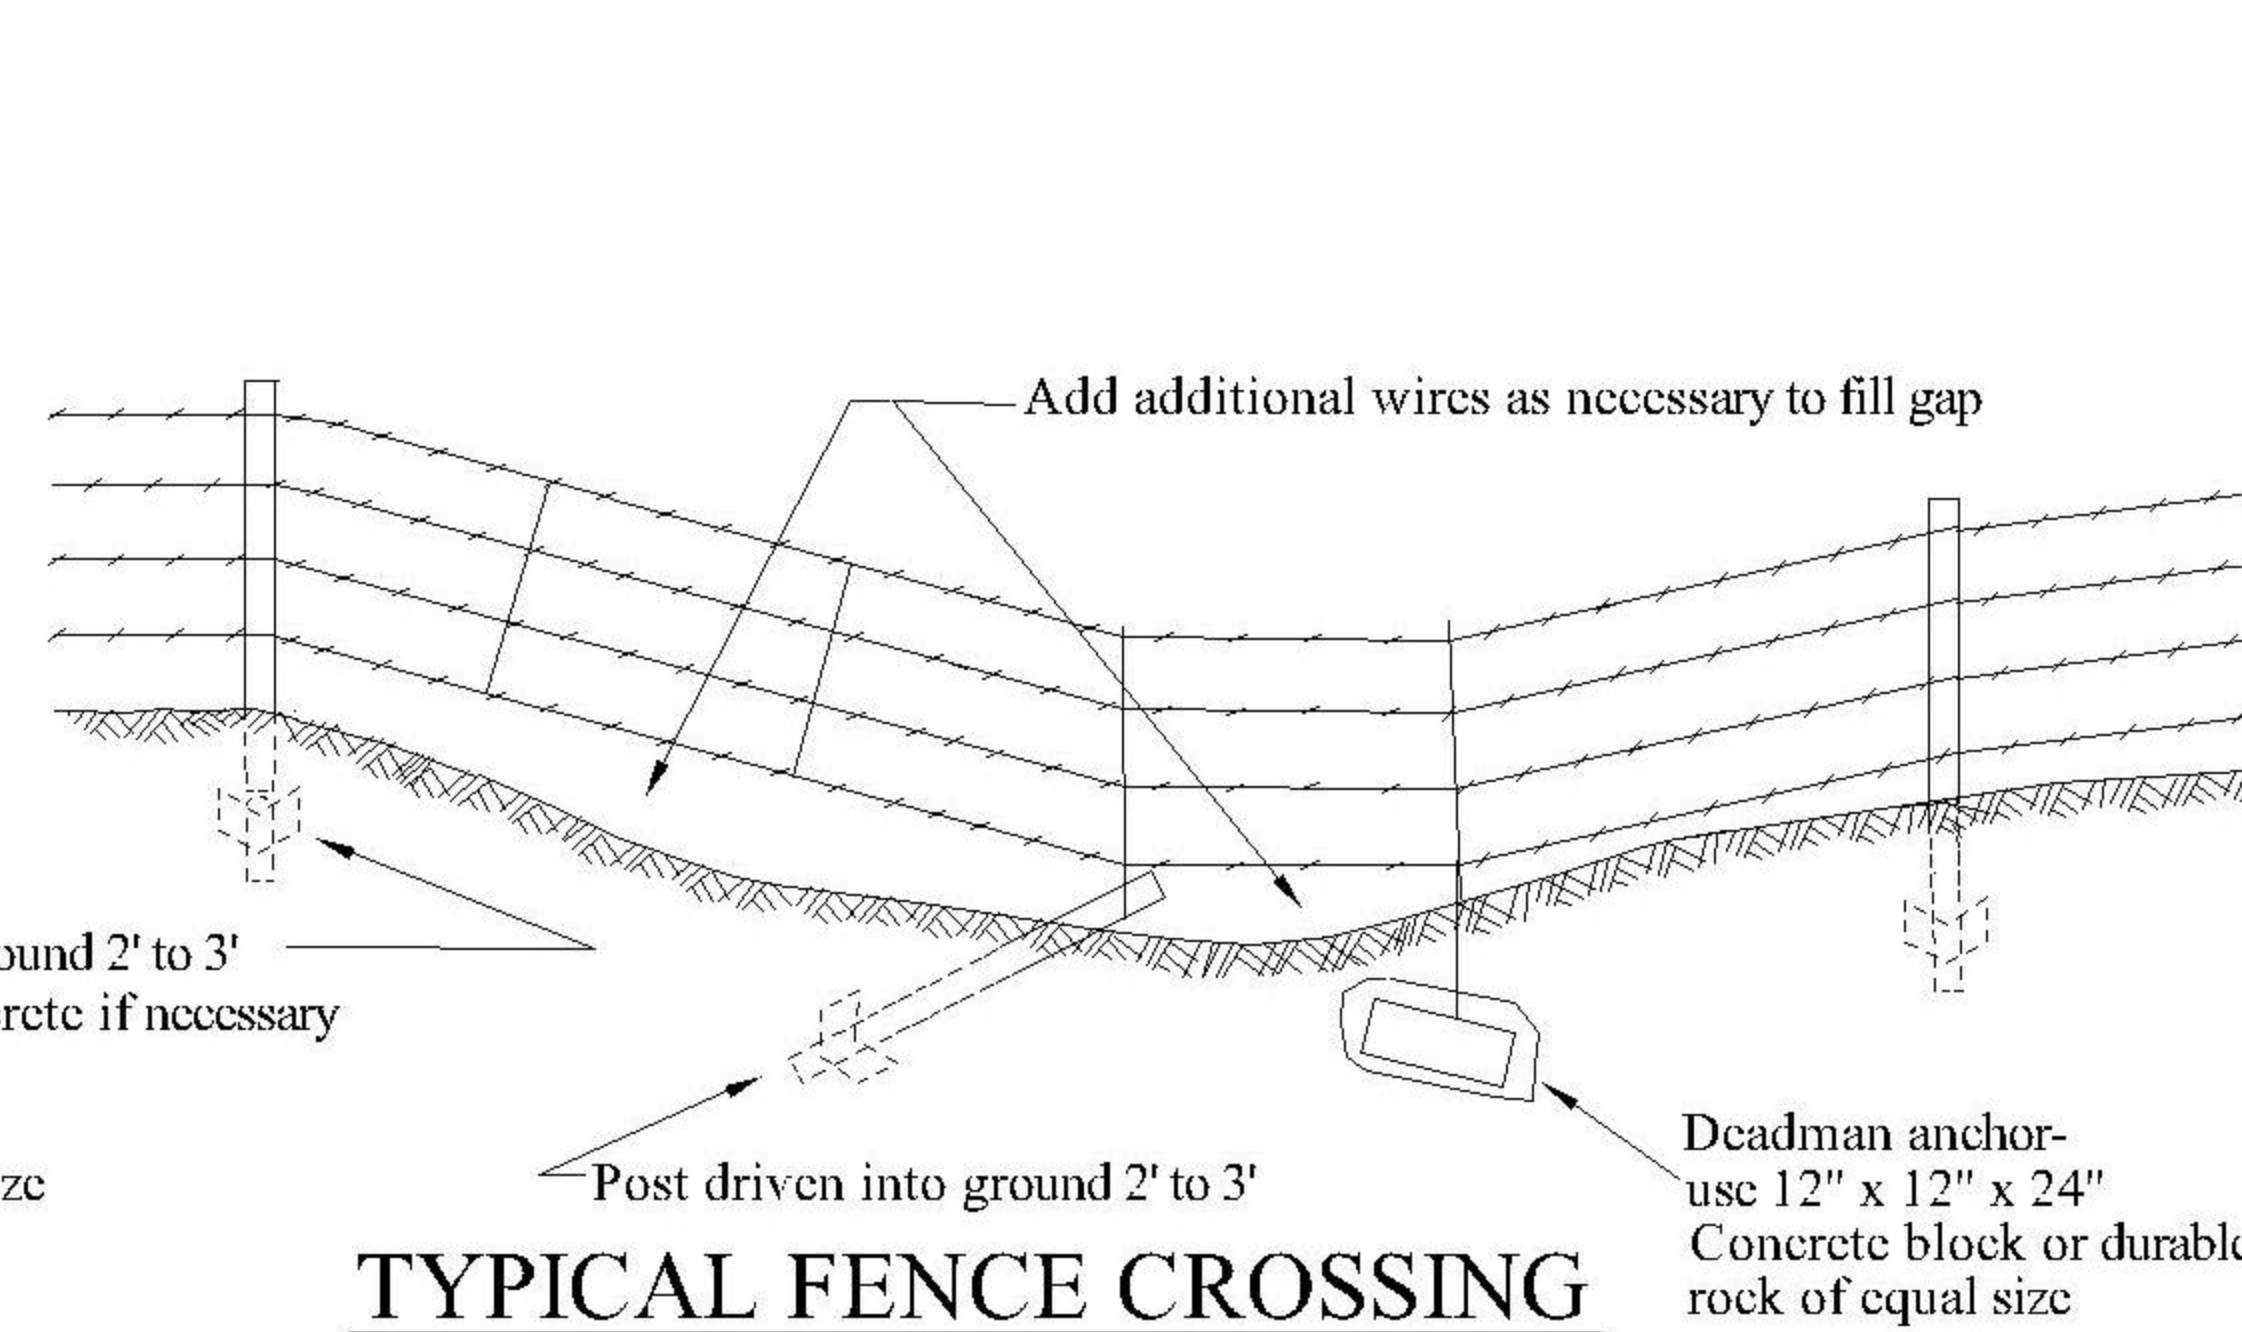 Add additional wires as necessary to fill gap
ound 2' to 3'
rete if necessary
ze
Post driven into ground 2' to 3'
Deadman anchor-
use 12" x 12" x 24"
Concrete block or durable
rock of equal size
TYPICAL FENCE CROSSING